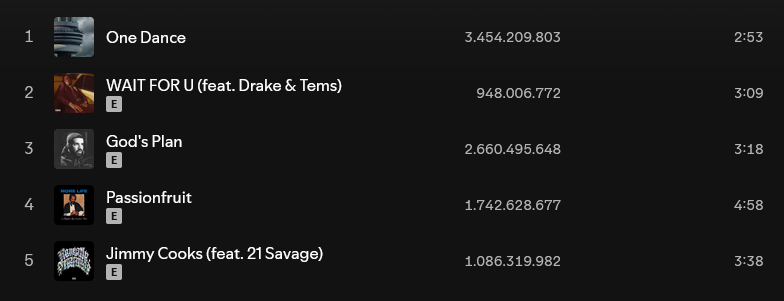 1 One Dance 3.454.209.803 2:53
2 WAIT FOR U (feat. Drake & Tems) 948.006.772 3:09
E
3 God's Plan 2.660.495.648 3:18
E
4 MORE LIFE Passionfruit 1.742.628.677 4:58
E
5 Jimmy Cooks (feat. 21 Savage) 1.086.319.982 3:38
E